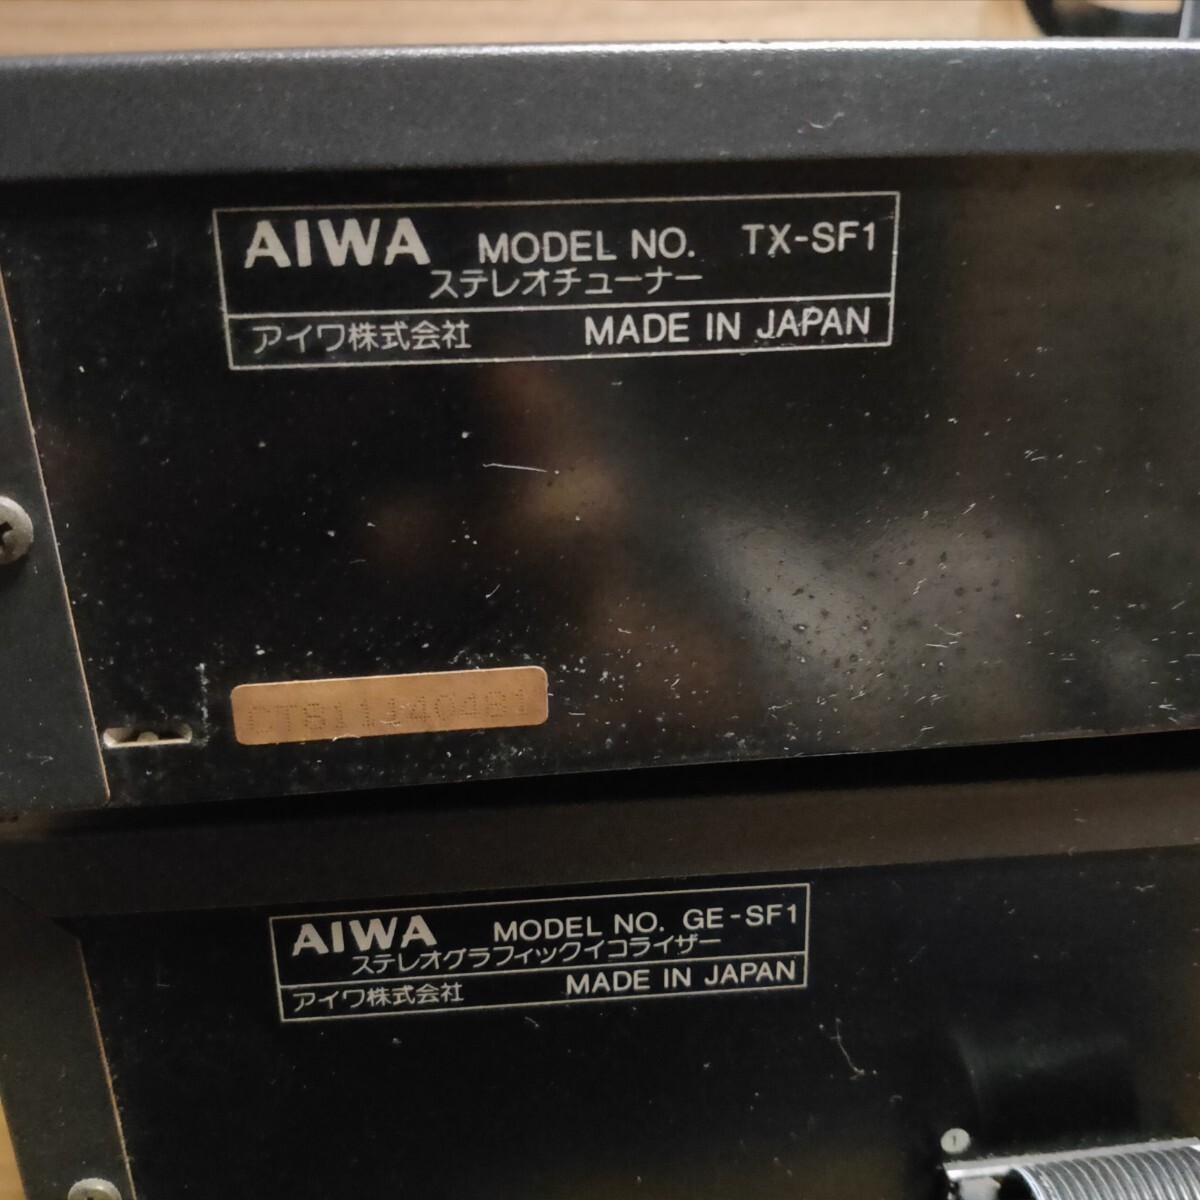 AIWA MODEL NO. TX-SF1
ステレオチューナー
アイワ株式会社 MADE IN JAPAN
CT811140481
AIWA MODEL NO. GE-SF1
ステレオグラフィックイコライザー
アイワ株式会社 MADE IN JAPAN
1